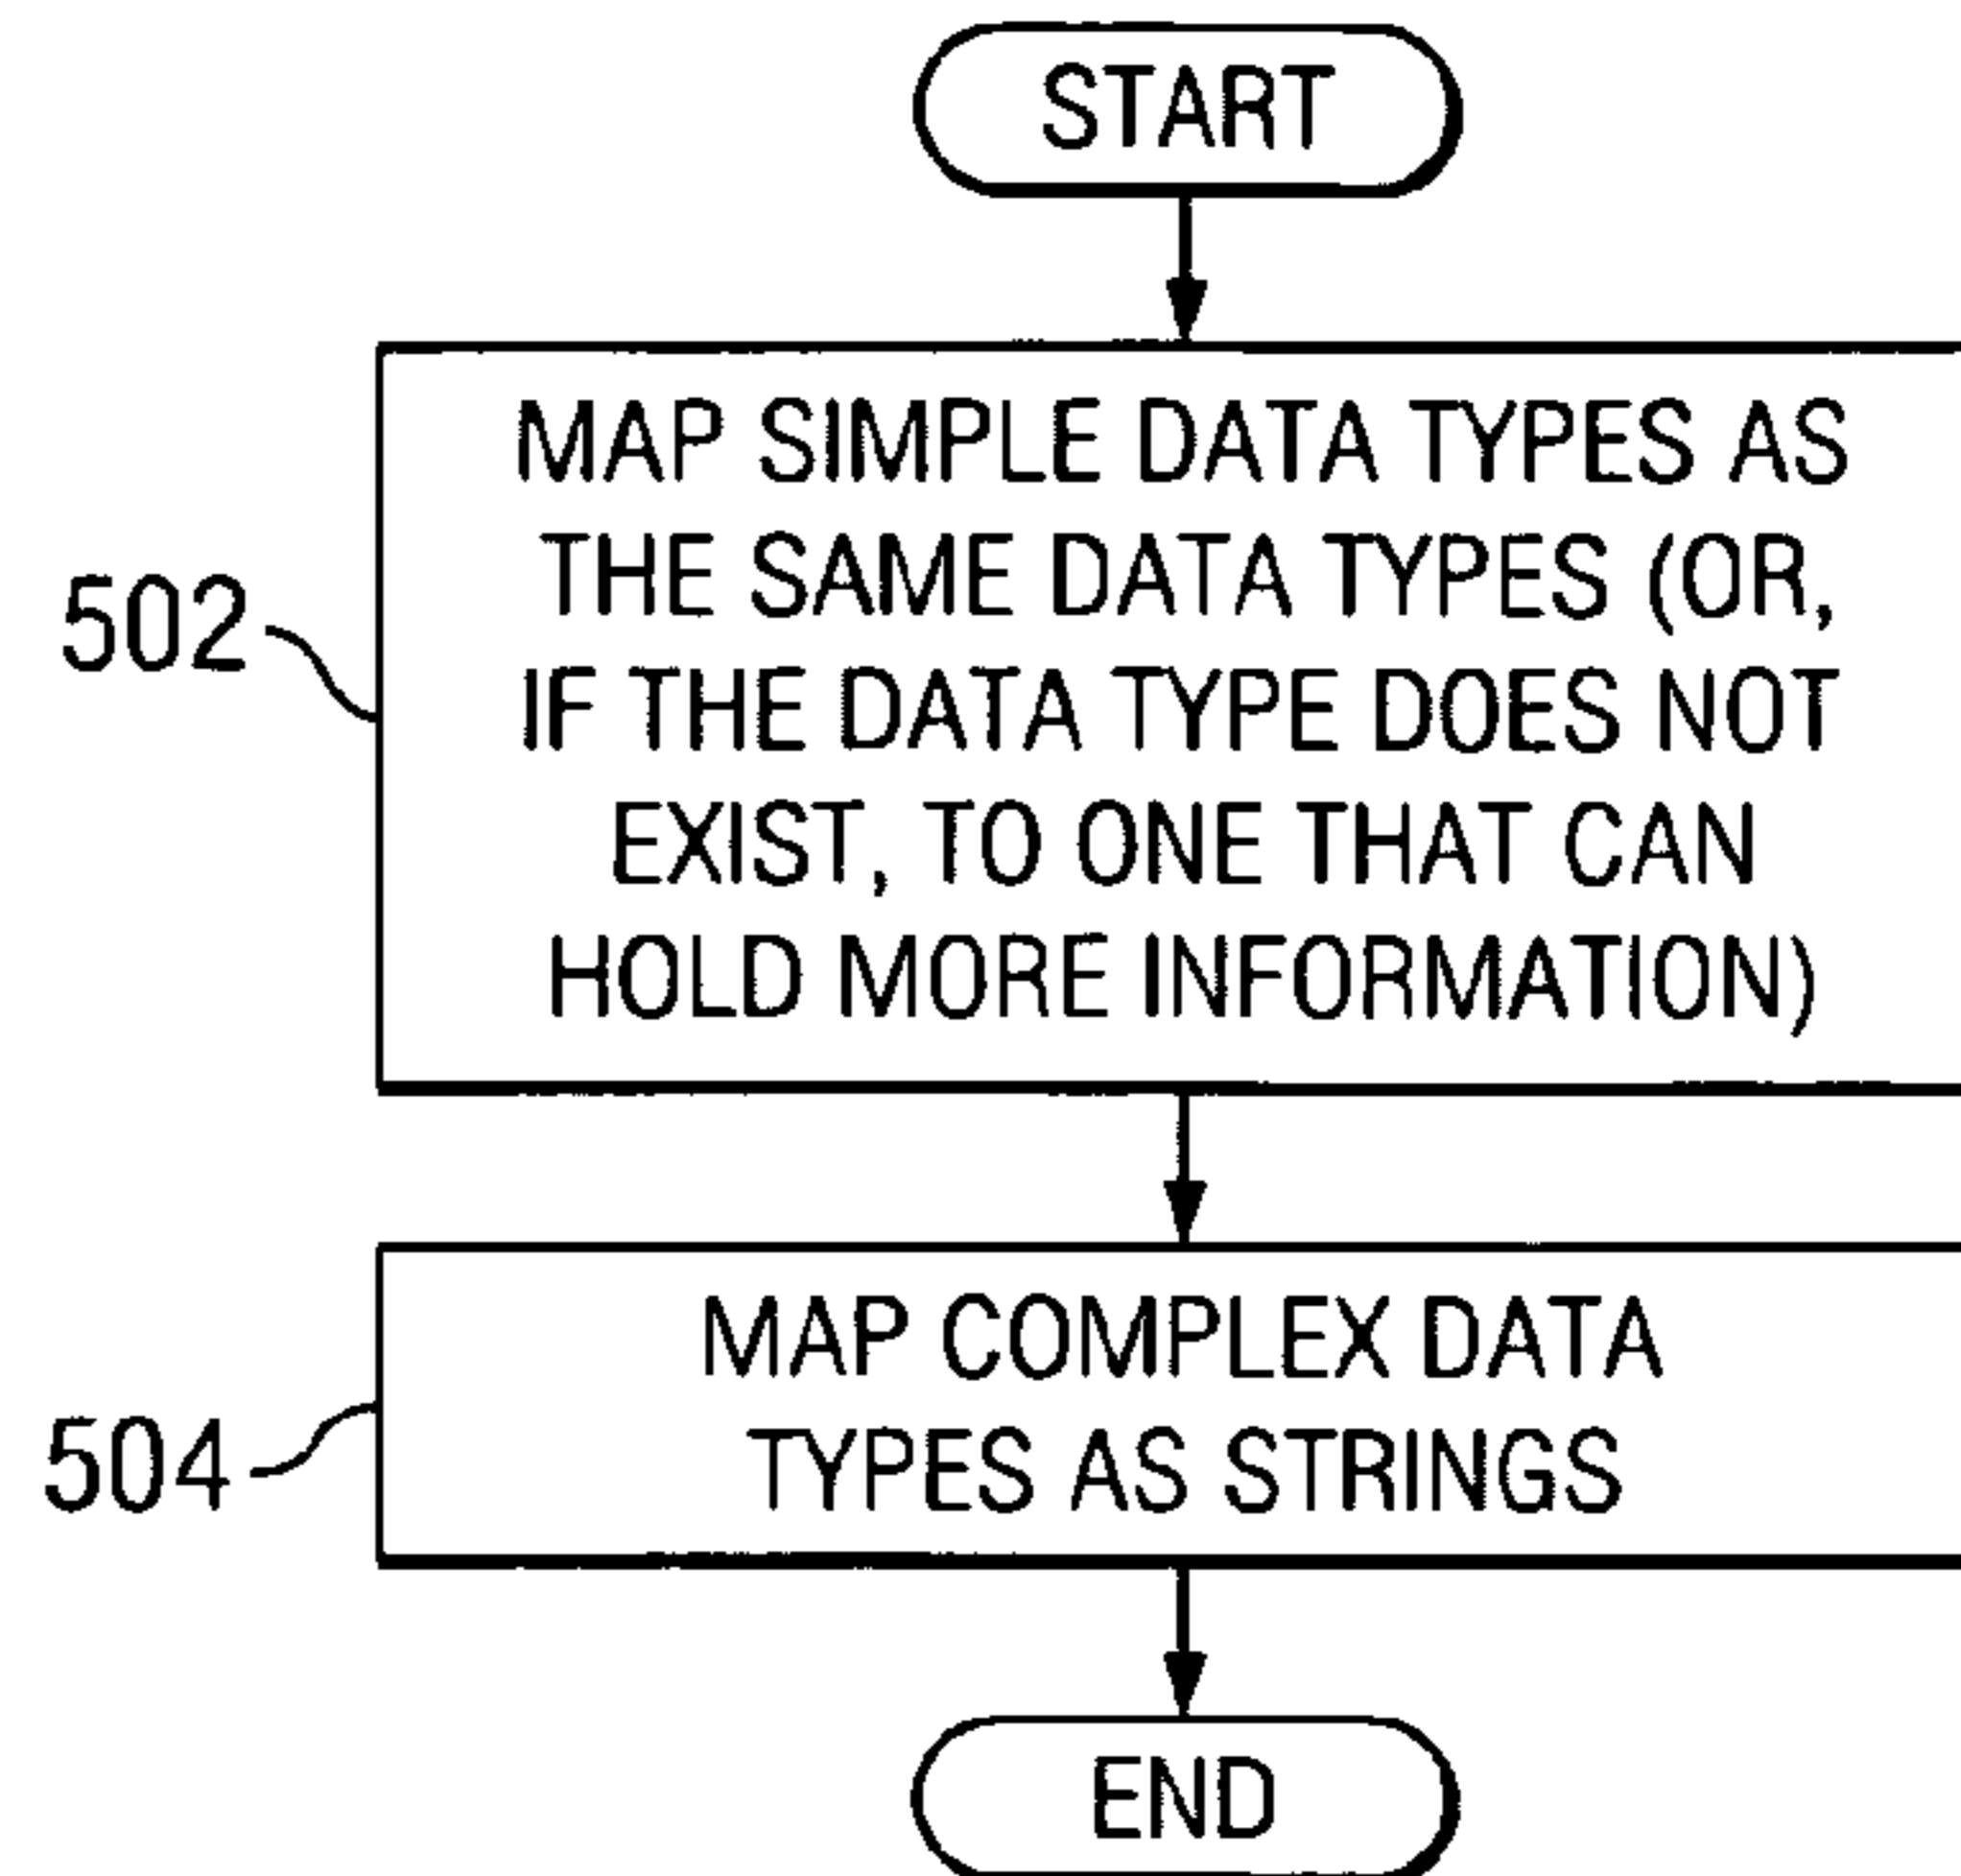 START
502
MAP SIMPLE DATA TYPES AS
THE SAME DATA TYPES (OR,
IF THE DATA TYPE DOES NOT
EXIST, TO ONE THAT CAN
HOLD MORE INFORMATION)
504
MAP COMPLEX DATA
TYPES AS STRINGS
END